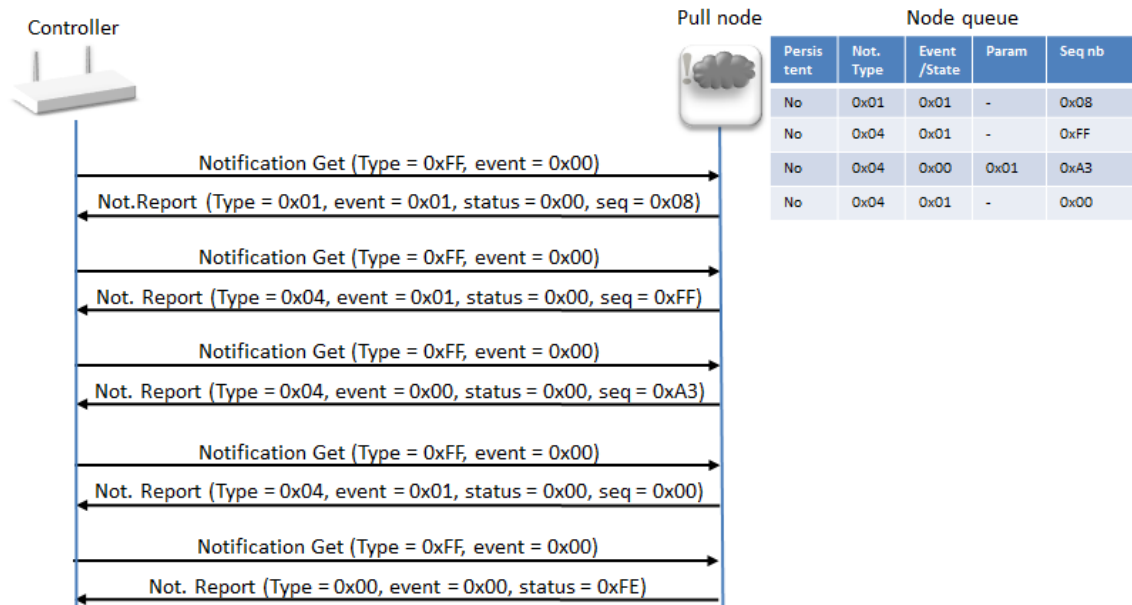 Controller
Pull node
Node queue
Persis tent Not. Type Event /State Param Seq nb
No 0x01 0x01 - 0x08
No 0x04 0x01 - 0xFF
No 0x04 0x00 0x01 0xA3
No 0x04 0x01 - 0x00
Notification Get (Type = 0xFF, event = 0x00)
Not.Report (Type = 0x01, event = 0x01, status = 0x00, seq = 0x08)
Notification Get (Type = 0xFF, event = 0x00)
Not. Report (Type = 0x04, event = 0x01, status = 0x00, seq = 0xFF)
Notification Get (Type = 0xFF, event = 0x00)
Not. Report (Type = 0x04, event = 0x00, status = 0x00, seq = 0xA3)
Notification Get (Type = 0xFF, event = 0x00)
Not. Report (Type = 0x04, event = 0x01, status = 0x00, seq = 0x00)
Notification Get (Type = 0xFF, event = 0x00)
Not. Report (Type = 0x00, event = 0x00, status = 0xFE)